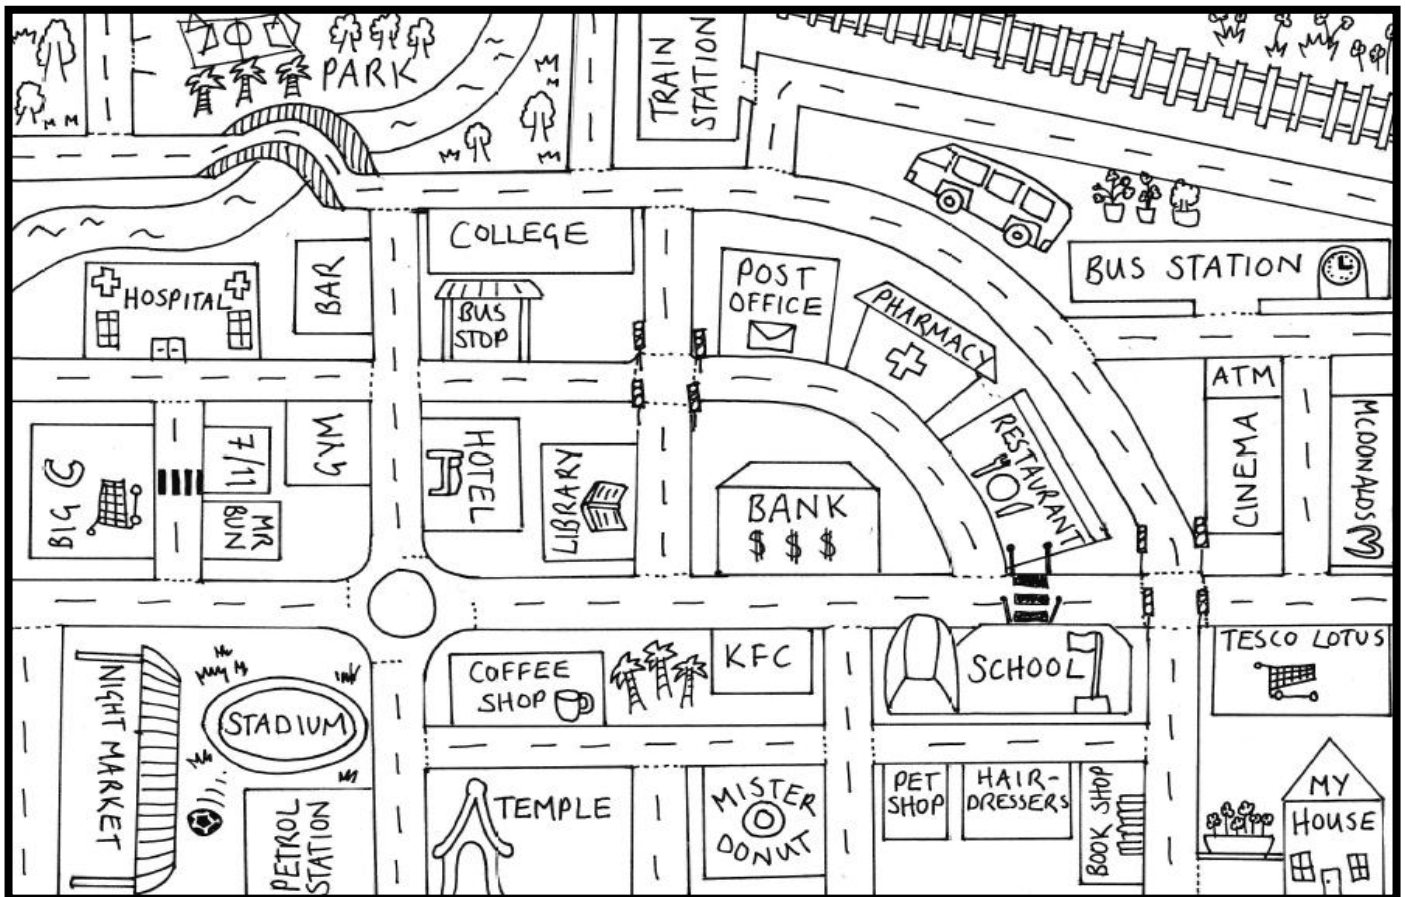 PARK
TRAIN
STATION
COLLEGE
HOSPITAL
BAR
BUS
STOP
POST
OFFICE
PHARMACY
BUS STATION
RESTAURANT
ATM
CINEMA
MCDONALDS
BIG C
7/11
MR
BUN
GYM
HOTEL
LIBRARY
BANK
$ $ $
NIGHT MARKET
STADIUM
PETROL
STATION
COFFEE
SHOP
KFC
SCHOOL
TESCO LOTUS
TEMPLE
MISTER
DONUT
PET
SHOP
HAIR-
DRESSERS
BOOK SHOP
MY
HOUSE